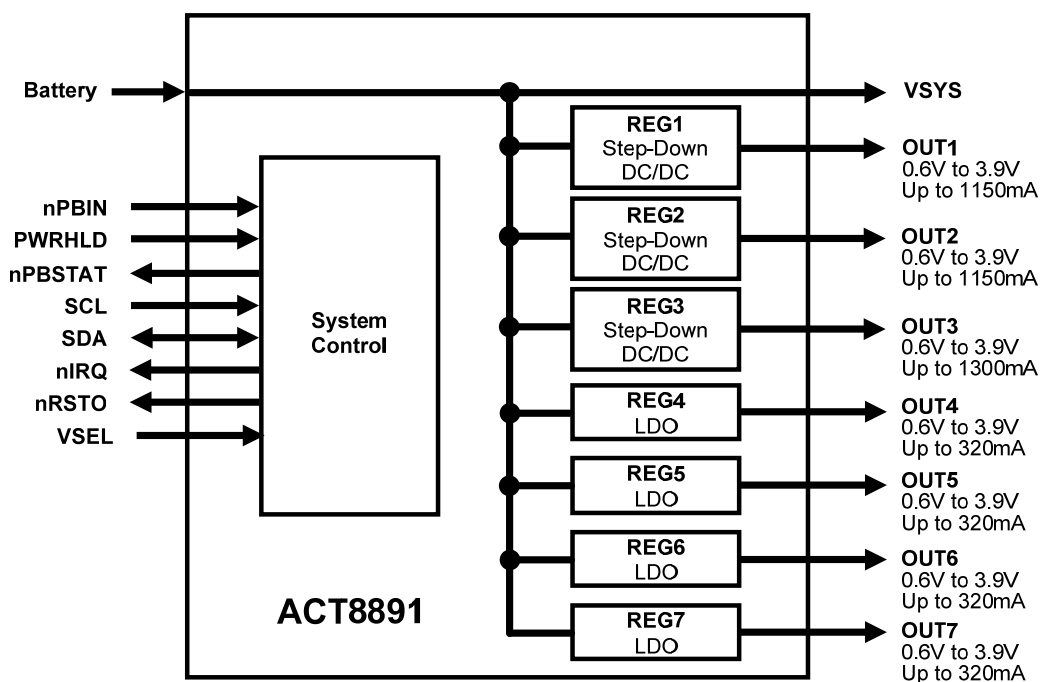 Battery
VSYS
REG1
Step-Down
DC/DC
OUT1
0.6V to 3.9V
Up to 1150mA
nPBIN
PWRHLD
nPBSTAT
SCL
SDA
nIRQ
nRSTO
VSEL
System
Control
REG2
Step-Down
DC/DC
OUT2
0.6V to 3.9V
Up to 1150mA
REG3
Step-Down
DC/DC
OUT3
0.6V to 3.9V
Up to 1300mA
REG4
LDO
OUT4
0.6V to 3.9V
Up to 320mA
REG5
LDO
OUT5
0.6V to 3.9V
Up to 320mA
REG6
LDO
OUT6
0.6V to 3.9V
Up to 320mA
REG7
LDO
OUT7
0.6V to 3.9V
Up to 320mA
ACT8891